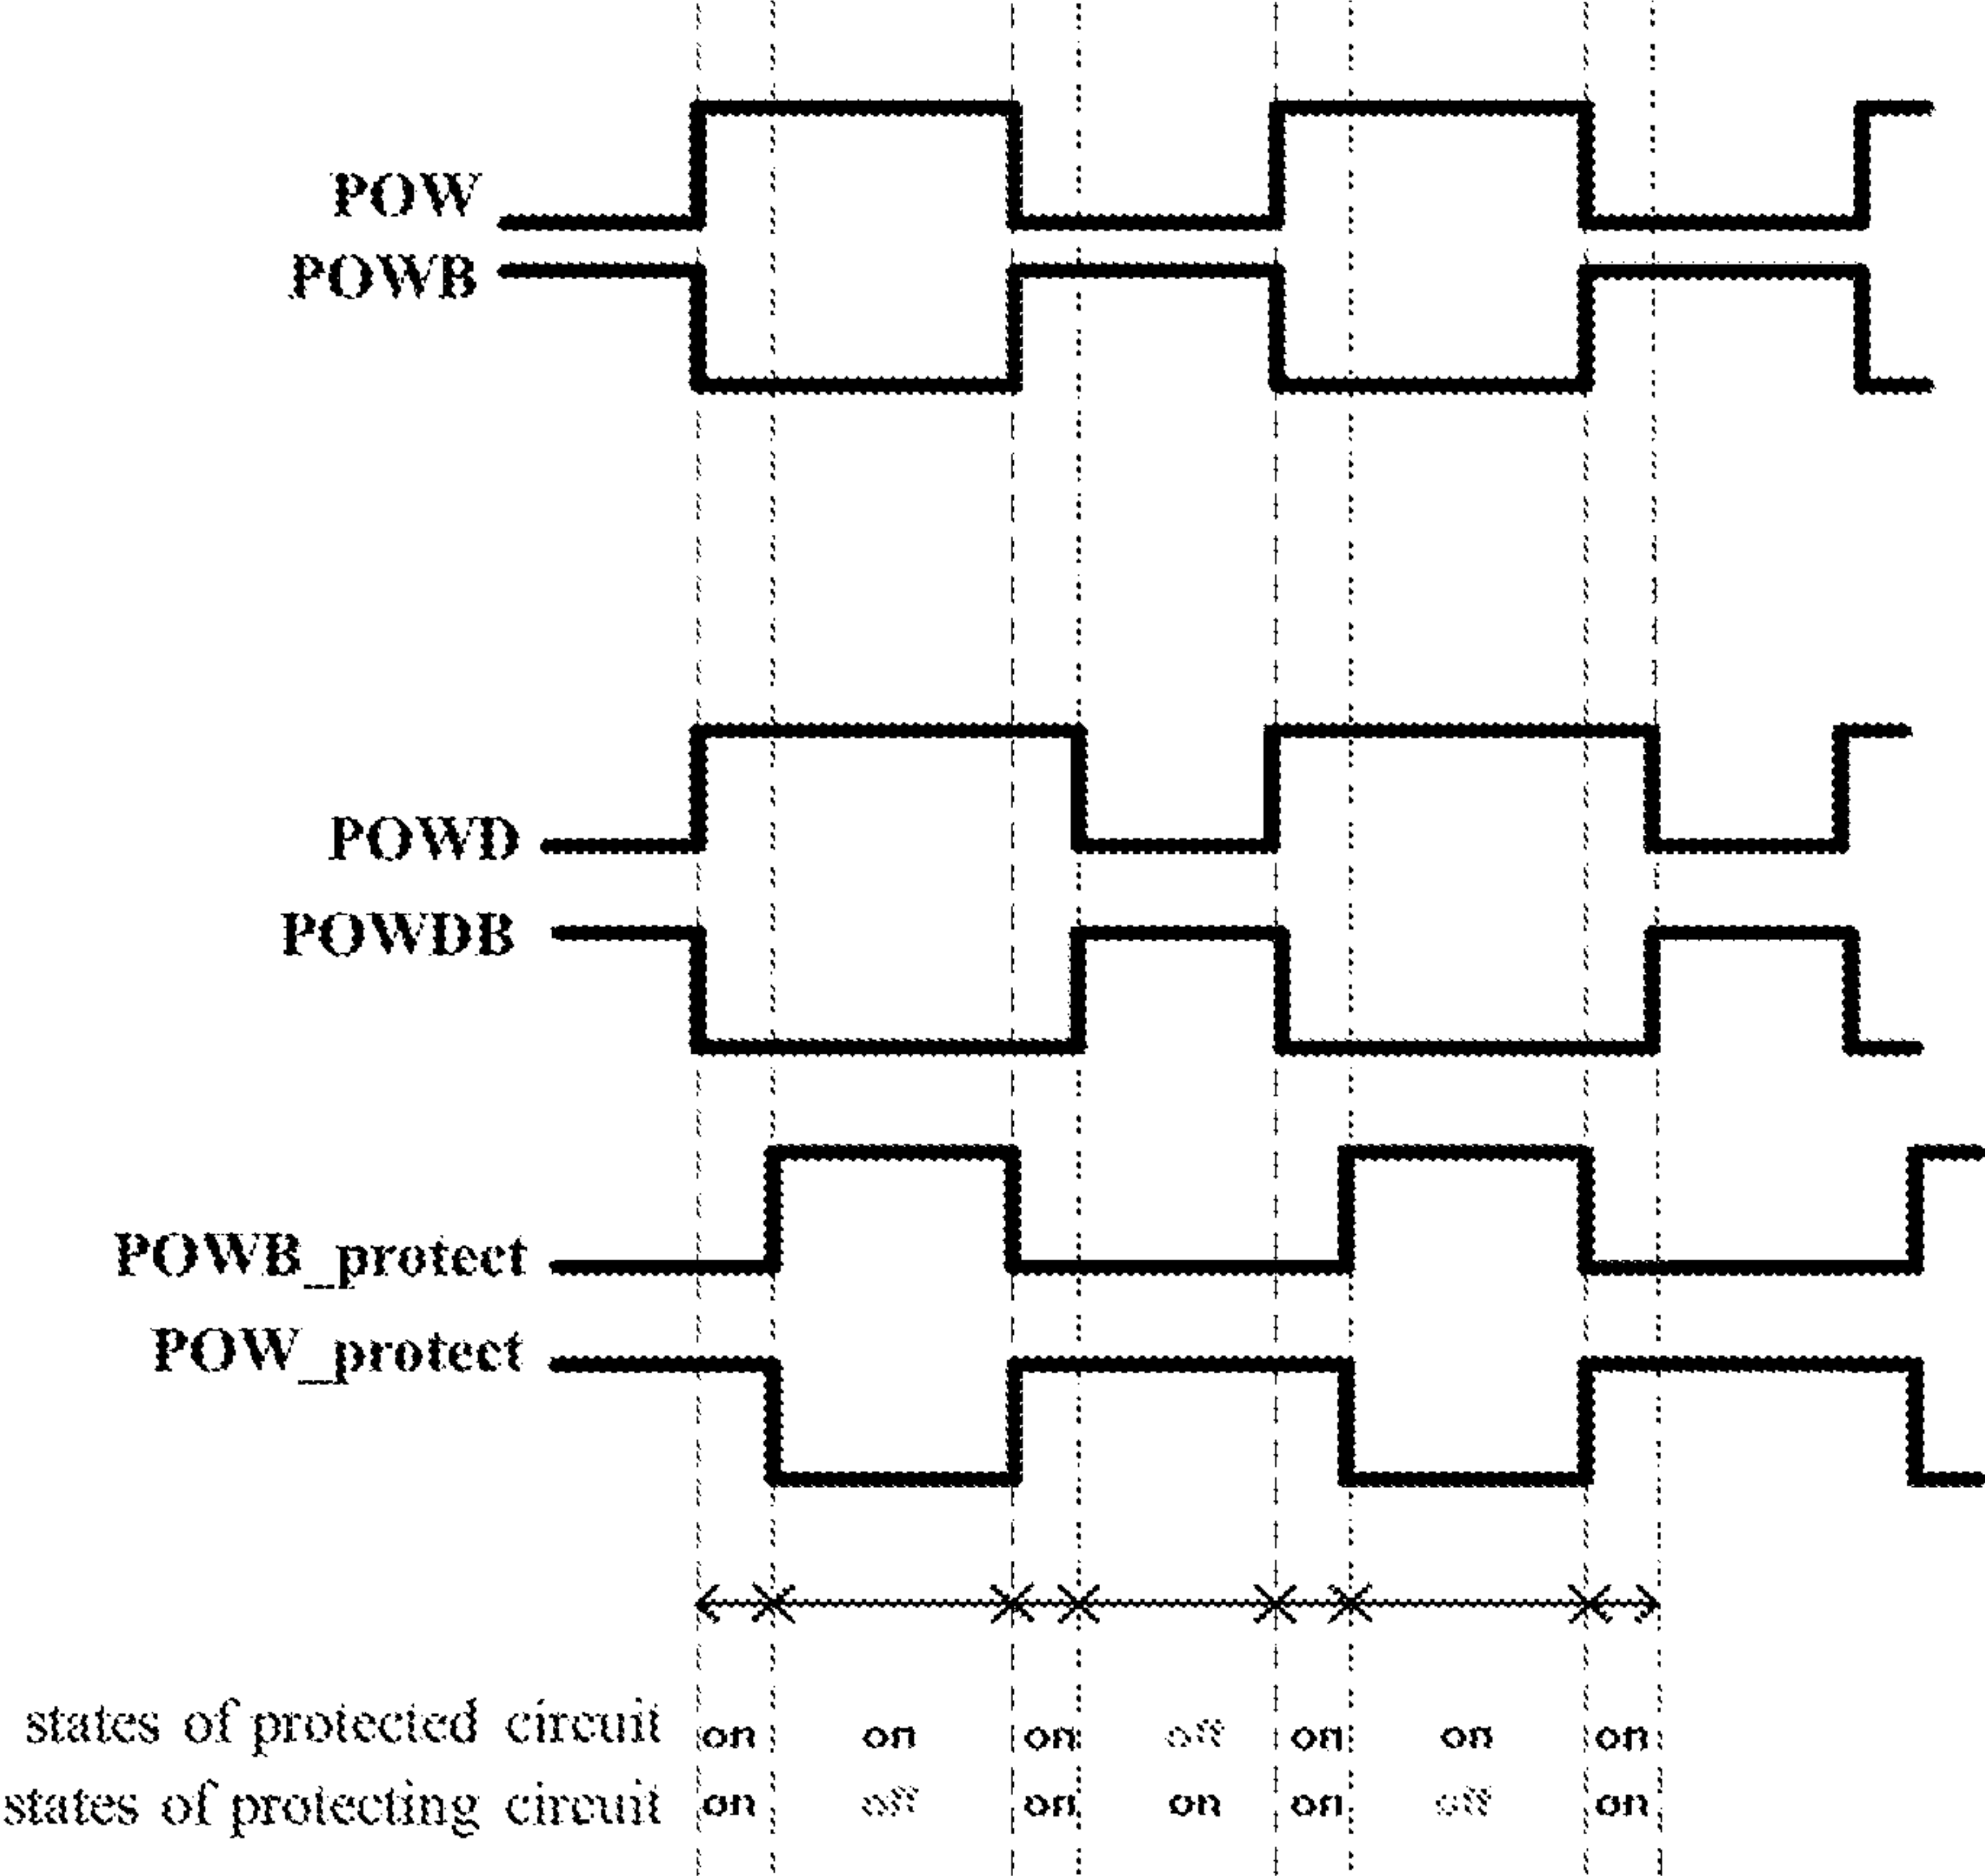 POW
POWB
POWD
POWDB
POWB_protect
POW_protect
states of protected circuit on on on off on on on
states of protecting circuit on off on on on off on